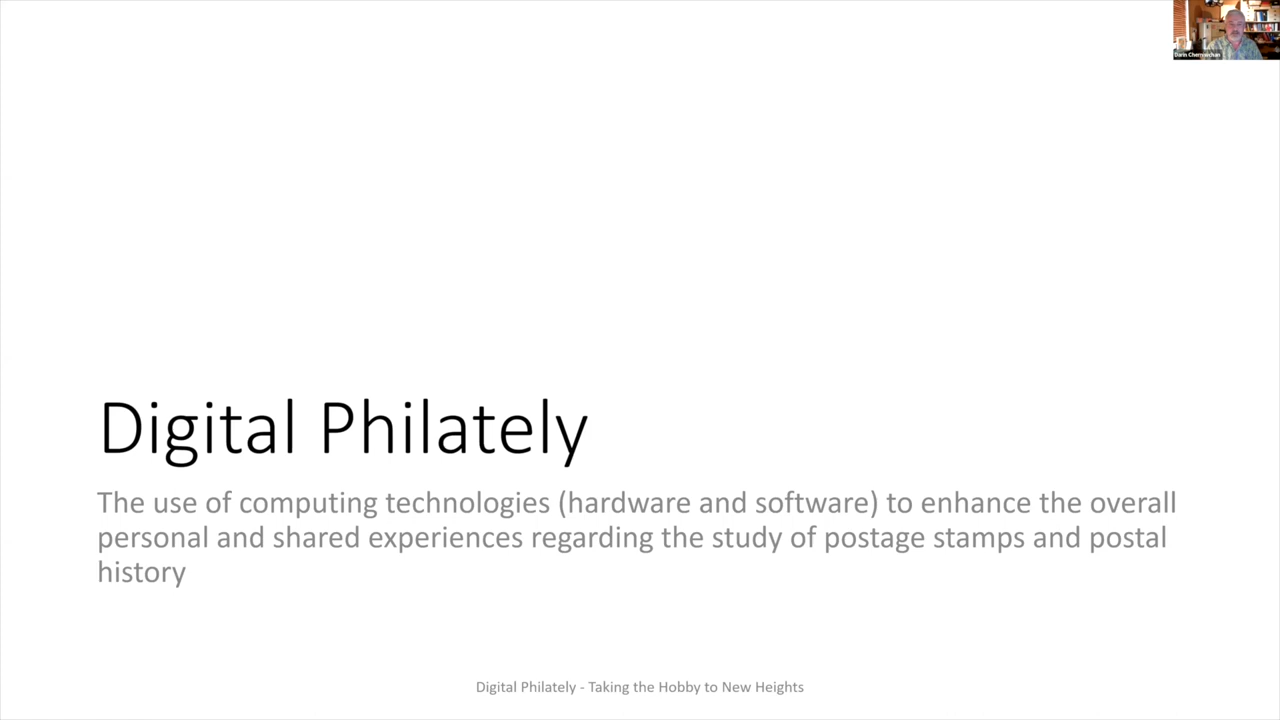 Digital Philately
The use of computing technologies (hardware and software) to enhance the overall
personal and shared experiences regarding the study of postage stamps and postal
history
Digital Philately - Taking the Hobby to New Heights